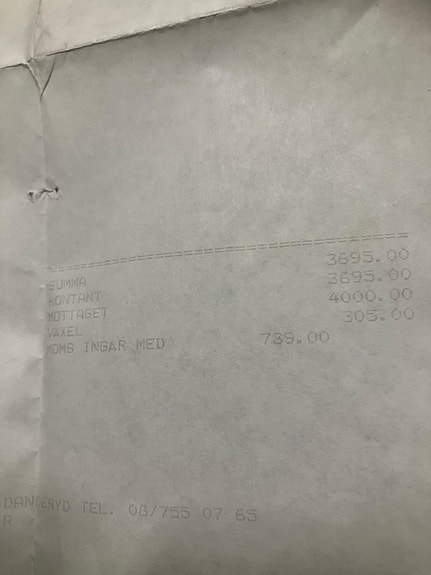 ==================================
SUMMA 3695.00
KONTANT 3695.00
MOTTAGET 4000.00
VAXEL 305.00
MOMS INGAR MED 739.00
DANDERYD TEL. 08/755 07 65
R